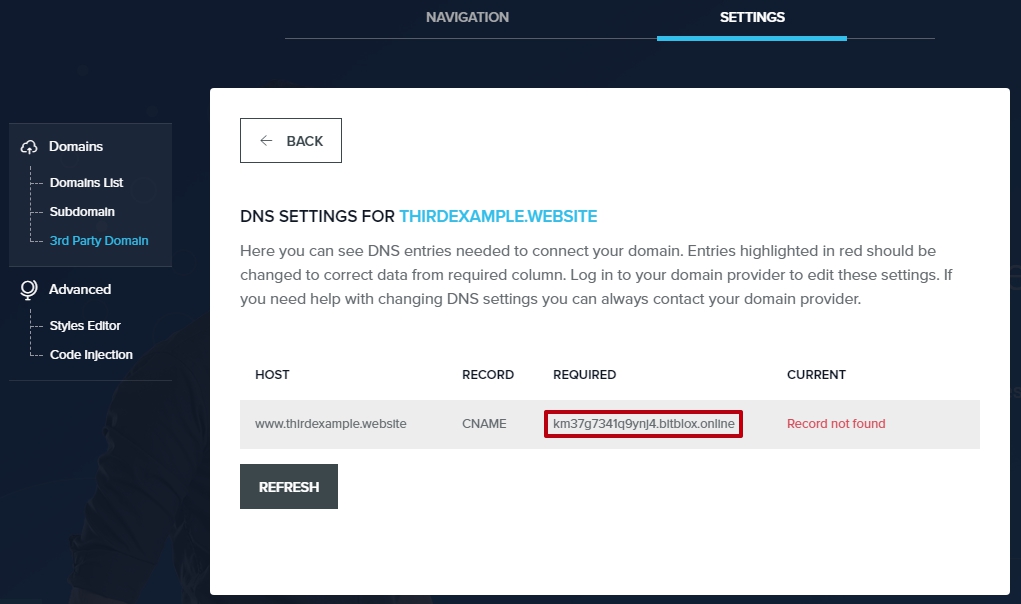 NAVIGATION
SETTINGS
Domains
Domains List
Subdomain
3rd Party Domain
Advanced
Styles Editor
Code Injection
← BACK
DNS SETTINGS FOR THIRDEXAMPLE.WEBSITE
Here you can see DNS entries needed to connect your domain. Entries highlighted in red should be
changed to correct data from required column. Log in to your domain provider to edit these settings. If
you need help with changing DNS settings you can always contact your domain provider.
HOST RECORD REQUIRED CURRENT
www.thirdexample.website CNAME km37g7341q9ynj4.bitblox.online Record not found
REFRESH